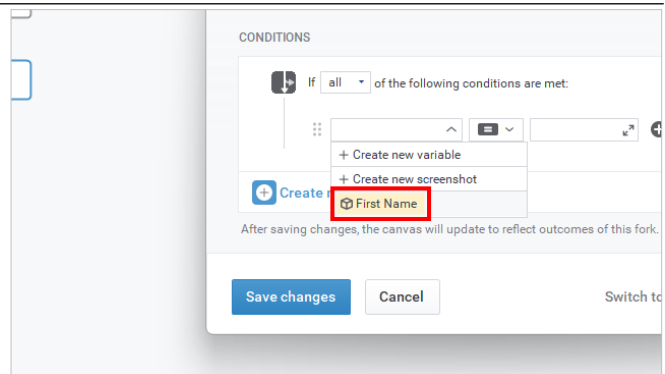 CONDITIONS
If all of the following conditions are met:
+ Create new variable
+ Create new screenshot
Create
First Name
After saving changes, the canvas will update to reflect outcomes of this fork.
Save changes Cancel Switch to